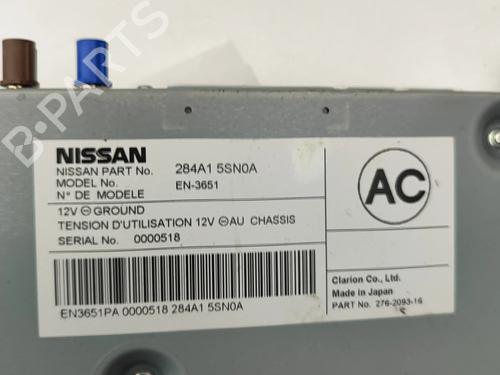 B-PARTS
NISSAN
NISSAN PART No. 284A1 5SN0A
MODEL No. EN-3651
N° DE MODELE
12V ⊖ GROUND
TENSION D'UTILISATION 12V ⊖ AU CHASSIS
SERIAL No. 0000518
EN3651PA 0000518 284A1 5SN0A
AC
Clarion Co., Ltd.
Made in Japan
PART No. 276-2093-16